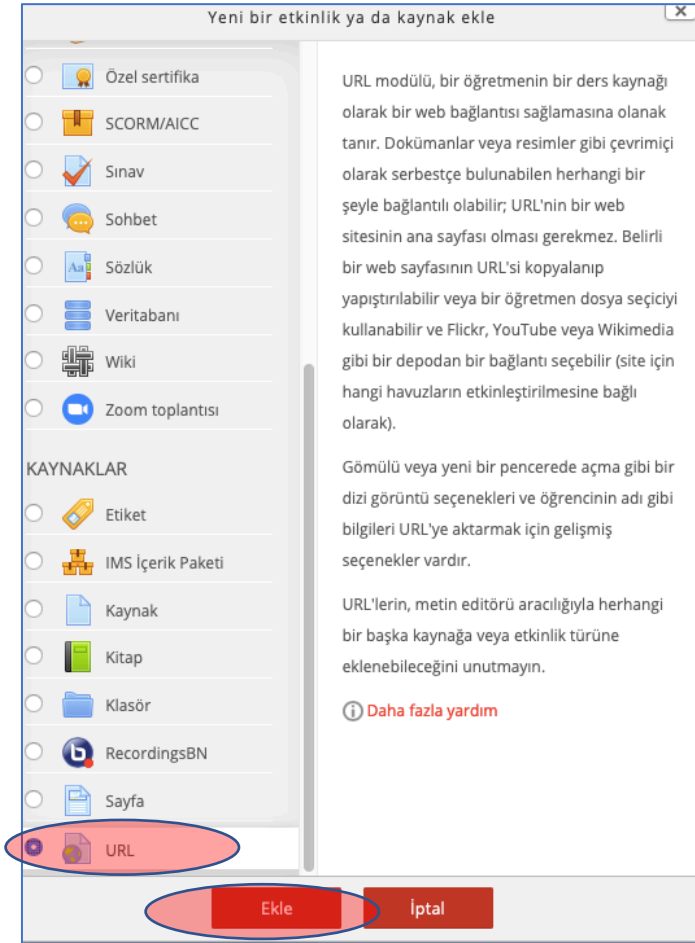 Yeni bir etkinlik ya da kaynak ekle
x
Özel sertifika
SCORM/AICC
Sınav
Sohbet
Aa
Sözlük
Veritabanı
Wiki
Zoom toplantısı
KAYNAKLAR
Etiket
IMS İçerik Paketi
Kaynak
Kitap
Klasör
b
RecordingsBN
Sayfa
URL
URL modülü, bir öğretmenin bir ders kaynağı
olarak bir web bağlantısı sağlamasına olanak
tanır. Dokümanlar veya resimler gibi çevrimiçi
olarak serbestçe bulunabilen herhangi bir
şeyle bağlantılı olabilir; URL'nin bir web
sitesinin ana sayfası olması gerekmez. Belirli
bir web sayfasının URL'si kopyalanıp
yapıştırılabilir veya bir öğretmen dosya seçiciyi
kullanabilir ve Flickr, YouTube veya Wikimedia
gibi bir depodan bir bağlantı seçebilir (site için
hangi havuzların etkinleştirilmesine bağlı
olarak).
Gömülü veya yeni bir pencerede açma gibi bir
dizi görüntü seçenekleri ve öğrencinin adı gibi
bilgileri URL'ye aktarmak için gelişmiş
seçenekler vardır.
URL'lerin, metin editörü aracılığıyla herhangi
bir başka kaynağa veya etkinlik türüne
eklenebileceğini unutmayın.
i Daha fazla yardım
Ekle
İptal